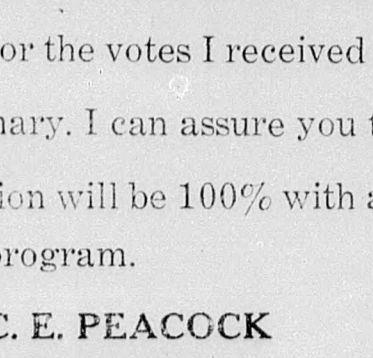 or the votes I received
nary. I can assure you t
ion will be 100% with a
program.
C. E. PEACOCK